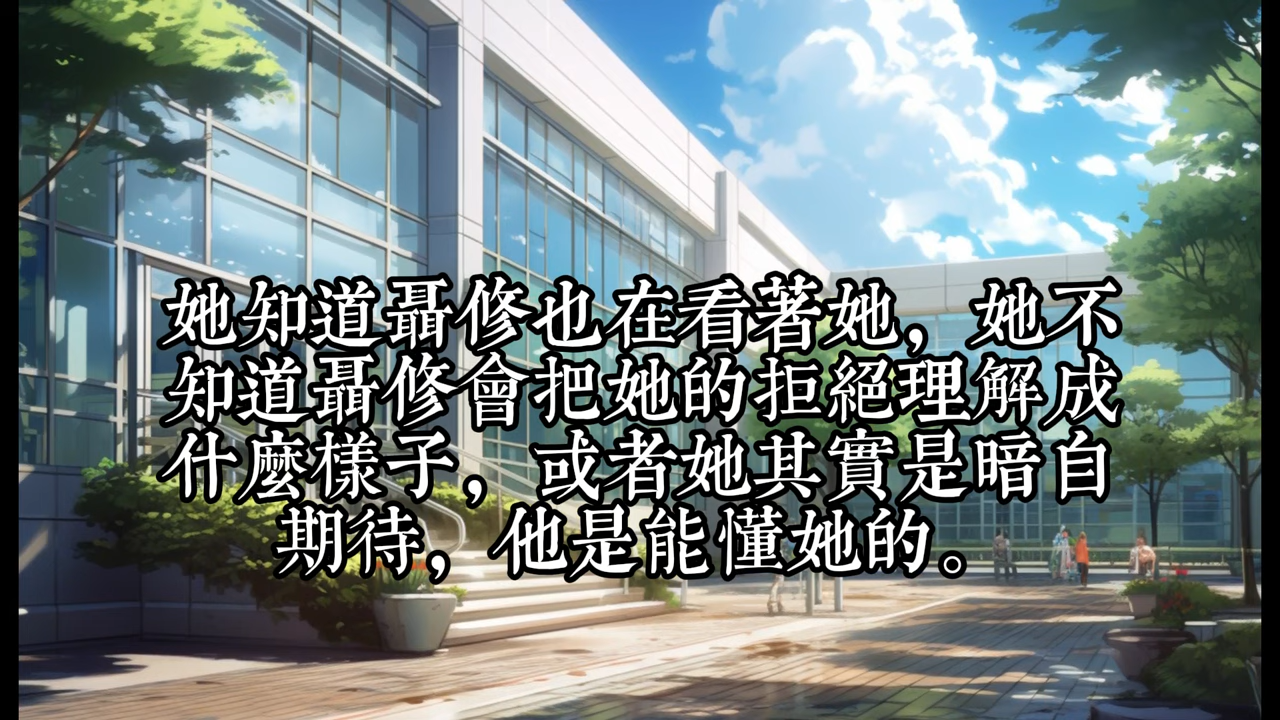 她知道聶修也在看著她，她不
知道聶修會把她的拒絕理解成
什麼樣子，或者她其實是暗自
期待，他是能懂她的。